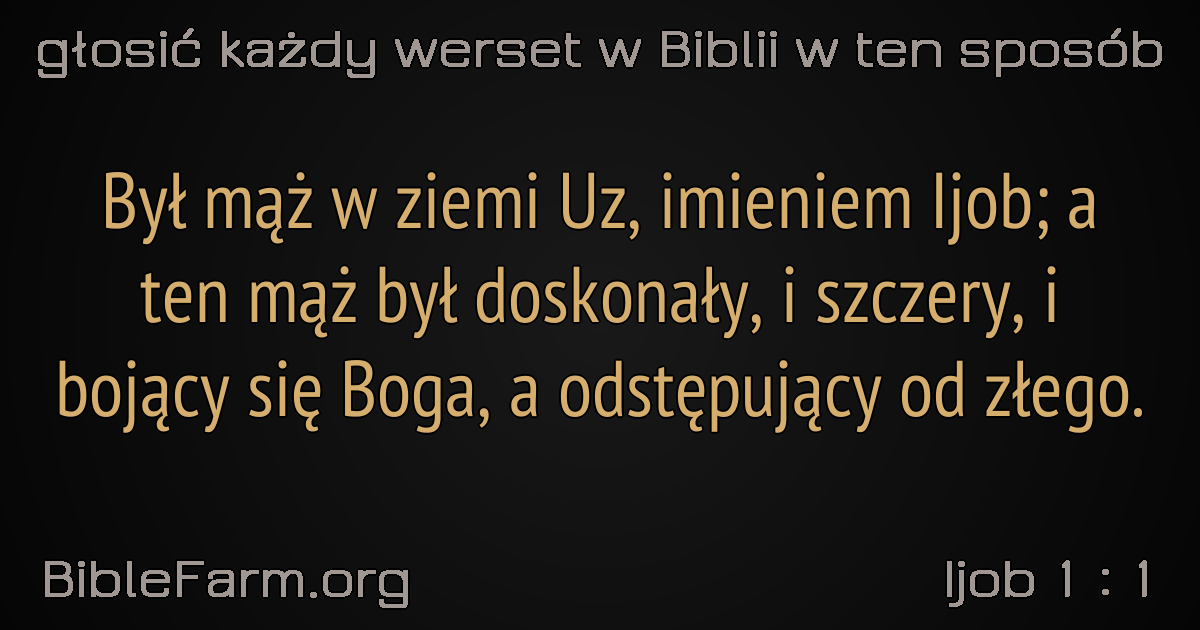 głosić każdy werset w Biblii w ten sposób
Był mąż w ziemi Uz, imieniem Ijob; a
ten mąż był doskonały, i szczery, i
bojący się Boga, a odstępujący od złego.
BibleFarm.org
Ijob 1 : 1